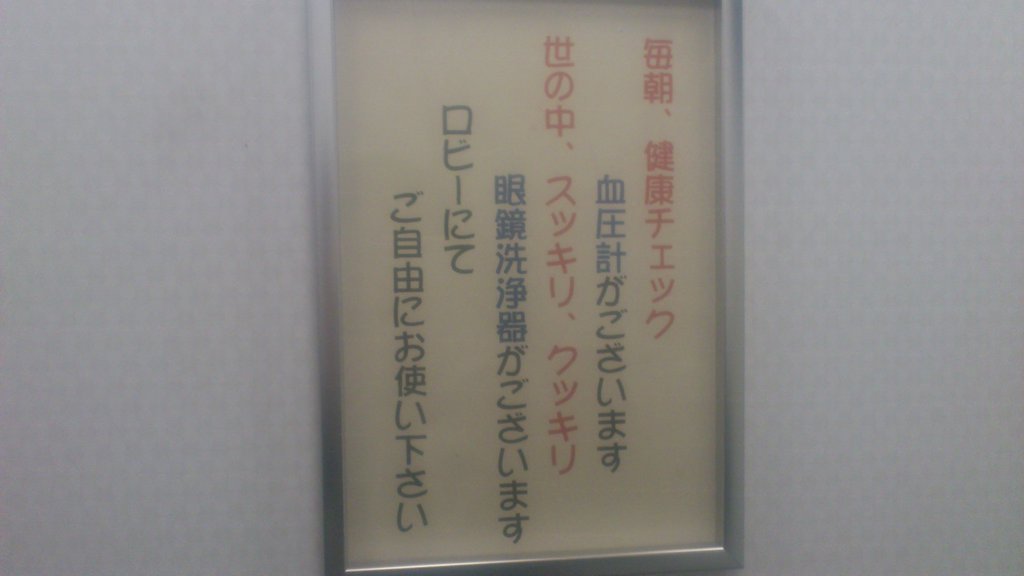 毎朝、健康チェック
血圧計がございます
世の中、スッキリ、クッキリ
眼鏡洗浄器がございます
ロビーにて
ご自由にお使い下さい